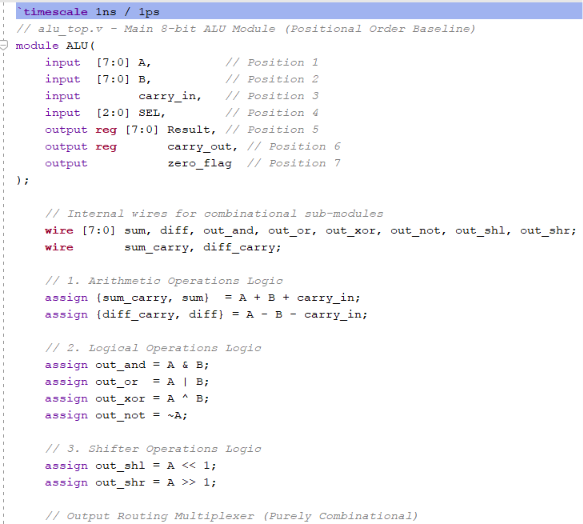 `timescale 1ns / 1ps
// alu_top.v - Main 8-bit ALU Module (Positional Order Baseline)
module ALU(
    input  [7:0] A,          // Position 1
    input  [7:0] B,          // Position 2
    input        carry_in,   // Position 3
    input  [2:0] SEL,        // Position 4
    output reg [7:0] Result, // Position 5
    output reg       carry_out, // Position 6
    output           zero_flag  // Position 7
);
    // Internal wires for combinational sub-modules
    wire [7:0] sum, diff, out_and, out_or, out_xor, out_not, out_shl, out_shr;
    wire       sum_carry, diff_carry;
    // 1. Arithmetic Operations Logic
    assign {sum_carry, sum}  = A + B + carry_in;
    assign {diff_carry, diff} = A - B - carry_in;
    // 2. Logical Operations Logic
    assign out_and = A & B;
    assign out_or  = A | B;
    assign out_xor = A ^ B;
    assign out_not = ~A;
    // 3. Shifter Operations Logic
    assign out_shl = A << 1;
    assign out_shr = A >> 1;
    // Output Routing Multiplexer (Purely Combinational)